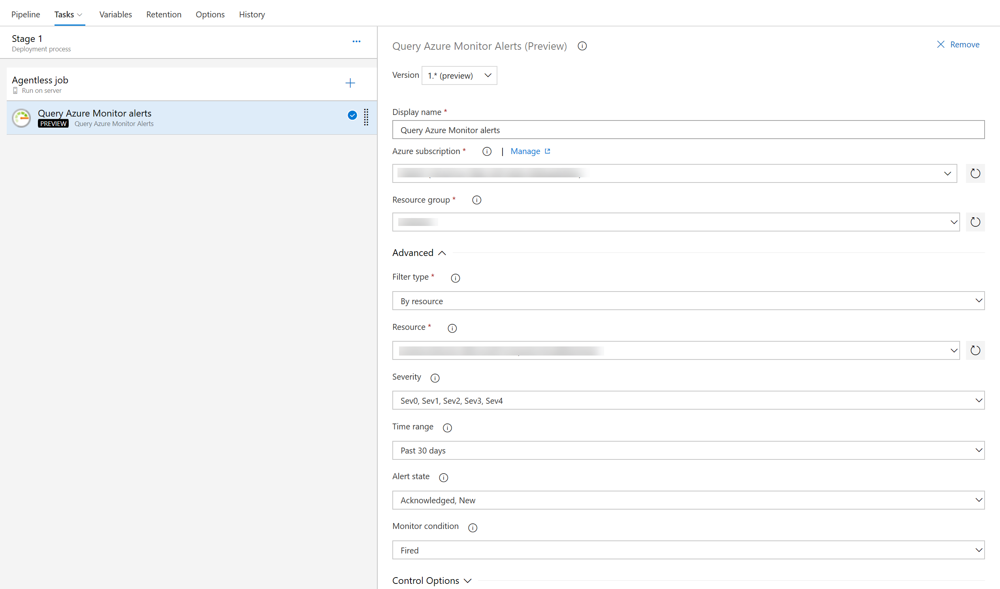 Pipeline Tasks Variables Retention Options History
Stage 1
Deployment process
Agentless job
Run on server
Query Azure Monitor alerts
PREVIEW Query Azure Monitor Alerts
Query Azure Monitor Alerts (Preview)
Remove
Version 1.* (preview)
Display name *
Query Azure Monitor alerts
Azure subscription * | Manage
Resource group *
Advanced
Filter type *
By resource
Resource *
Severity
Sev0, Sev1, Sev2, Sev3, Sev4
Time range
Past 30 days
Alert state
Acknowledged, New
Monitor condition
Fired
Control Options